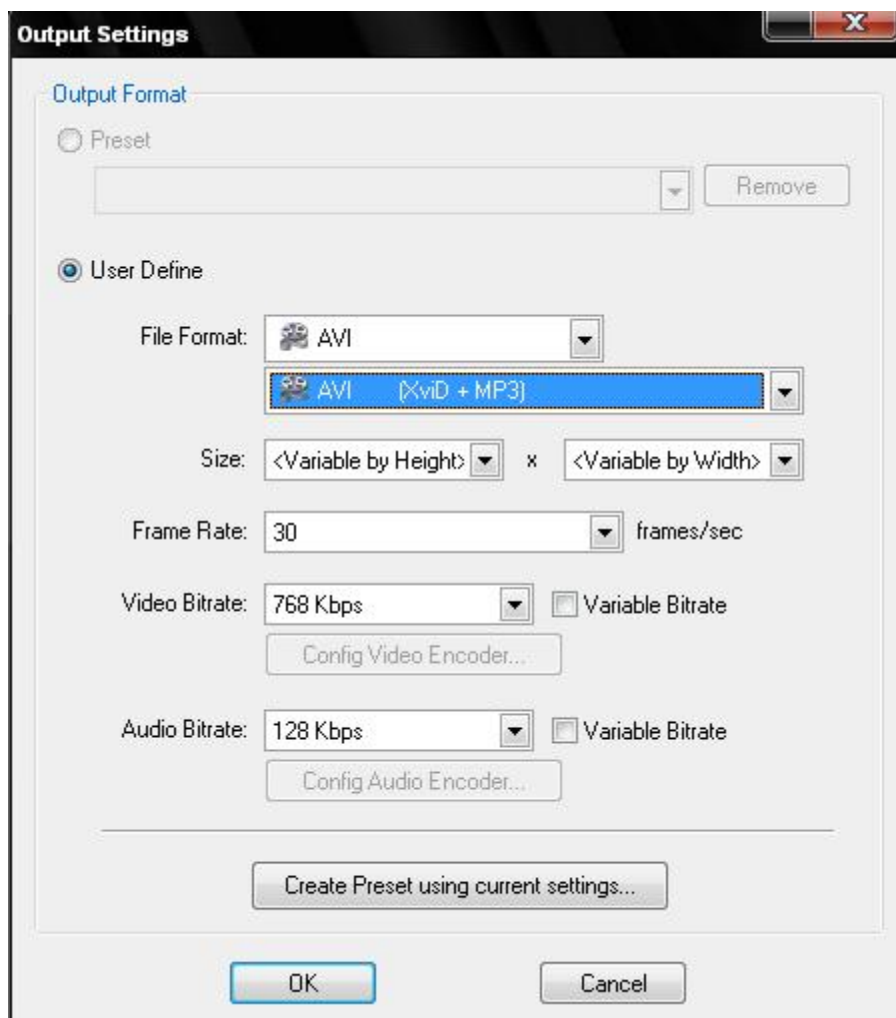 Output Settings
Output Format
Preset
Remove
User Define
File Format: AVI
AVI (XviD + MP3)
Size: <Variable by Height> x <Variable by Width>
Frame Rate: 30 frames/sec
Video Bitrate: 768 Kbps Variable Bitrate
Config Video Encoder...
Audio Bitrate: 128 Kbps Variable Bitrate
Config Audio Encoder...
Create Preset using current settings...
OK Cancel